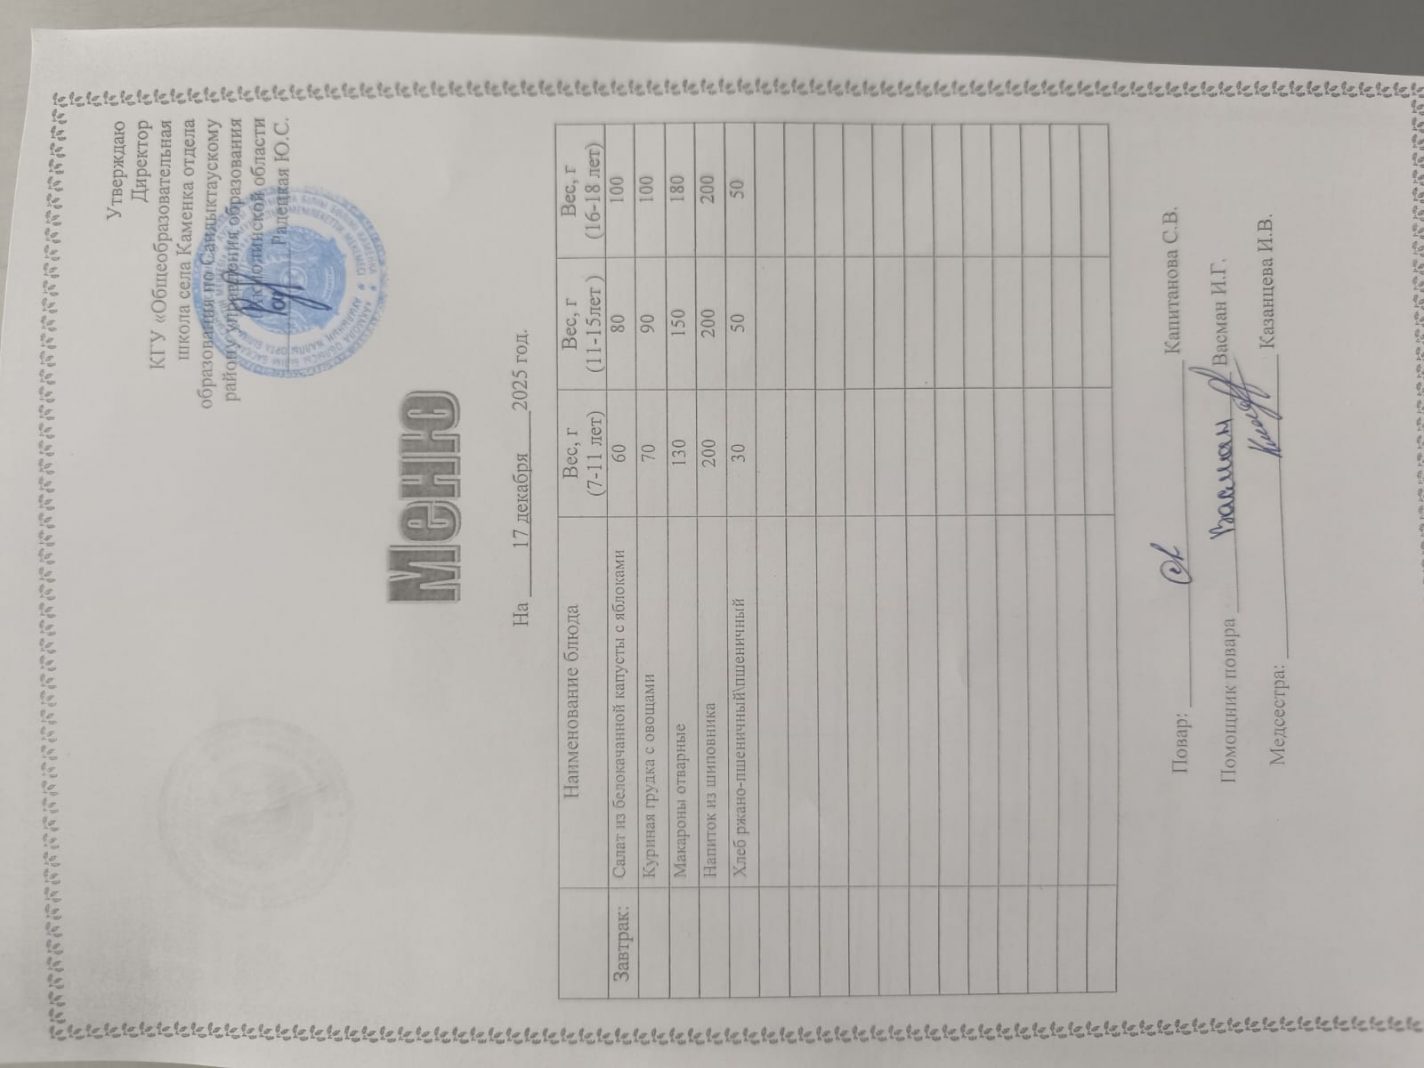 Утверждаю
Директор
КГУ «Общеобразовательная
школа села Каменка отдела
образования по Сандыктаускому
району управления образования
Акмолинской области
Радецкая Ю.С.
Меню
На 17 декабря 2025 год.
Наименование блюда Вес, г (7-11 лет) Вес, г (11-15лет ) Вес, г (16-18 лет)
Завтрак: Салат из белокачанной капусты с яблоками 60 80 100
Куриная грудка с овощами 70 90 100
Макароны отварные 130 150 180
Напиток из шиповника 200 200 200
Хлеб ржано-пшеничный\пшеничный 30 50 50
Повар: Капитанова С.В.
Помощник повара Васман Васман И.Г.
Медсестра: Казанцева И.В.